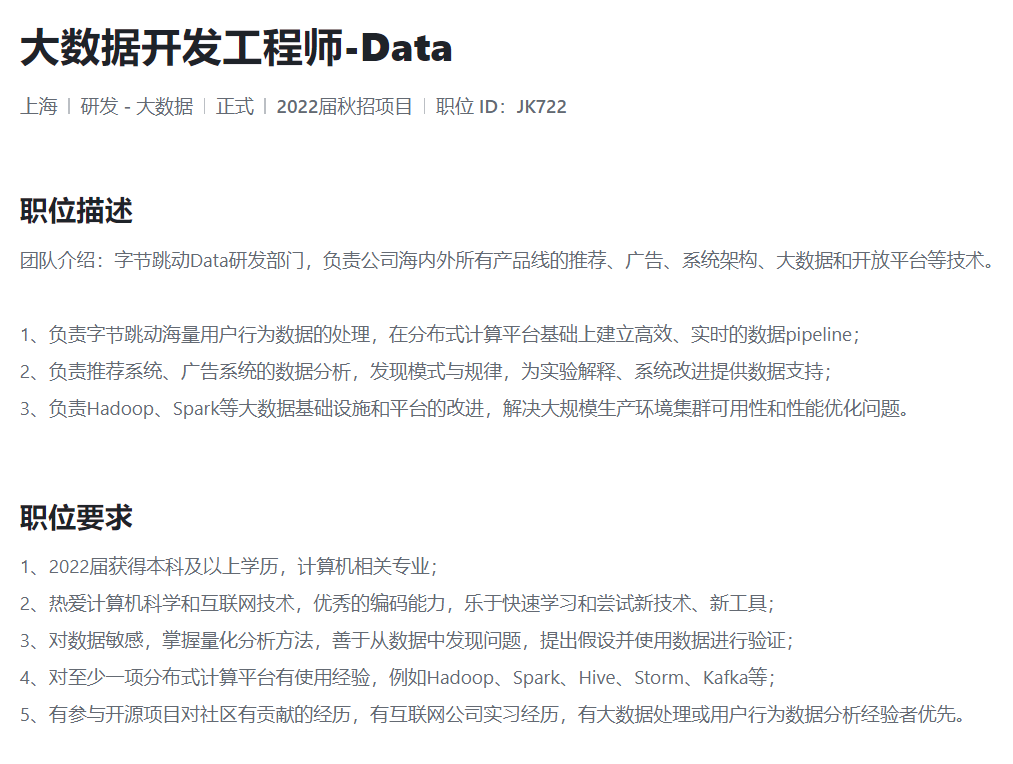 大数据开发工程师-Data
上海 | 研发 - 大数据 | 正式 | 2022届秋招项目 | 职位 ID：JK722
职位描述
团队介绍：字节跳动Data研发部门，负责公司海内外所有产品线的推荐、广告、系统架构、大数据和开放平台等技术。
1、负责字节跳动海量用户行为数据的处理，在分布式计算平台基础上建立高效、实时的数据pipeline；
2、负责推荐系统、广告系统的数据分析，发现模式与规律，为实验解释、系统改进提供数据支持；
3、负责Hadoop、Spark等大数据基础设施和平台的改进，解决大规模生产环境集群可用性和性能优化问题。
职位要求
1、2022届获得本科及以上学历，计算机相关专业；
2、热爱计算机科学和互联网技术，优秀的编码能力，乐于快速学习和尝试新技术、新工具；
3、对数据敏感，掌握量化分析方法，善于从数据中发现问题，提出假设并使用数据进行验证；
4、对至少一项分布式计算平台有使用经验，例如Hadoop、Spark、Hive、Storm、Kafka等；
5、有参与开源项目对社区有贡献的经历，有互联网公司实习经历，有大数据处理或用户行为数据分析经验者优先。